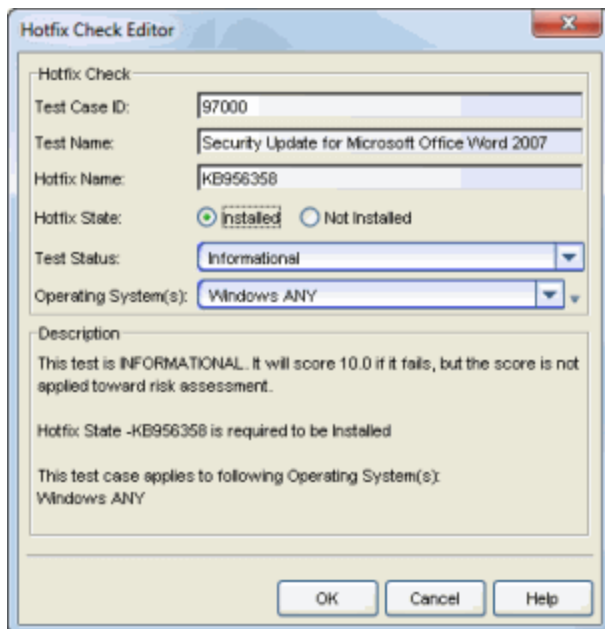 Hotfix Check Editor
Hotfix Check
Test Case ID: 97000
Test Name: Security Update for Microsoft Office Word 2007
Hotfix Name: KB956358
Hotfix State: Installed Not Installed
Test Status: Informational
Operating System(s): Windows ANY
Description
This test is INFORMATIONAL. It will score 10.0 if it fails, but the score is not
applied toward risk assessment.
Hotfix State -KB956358 is required to be Installed
This test case applies to following Operating System(s):
Windows ANY
OK Cancel Help